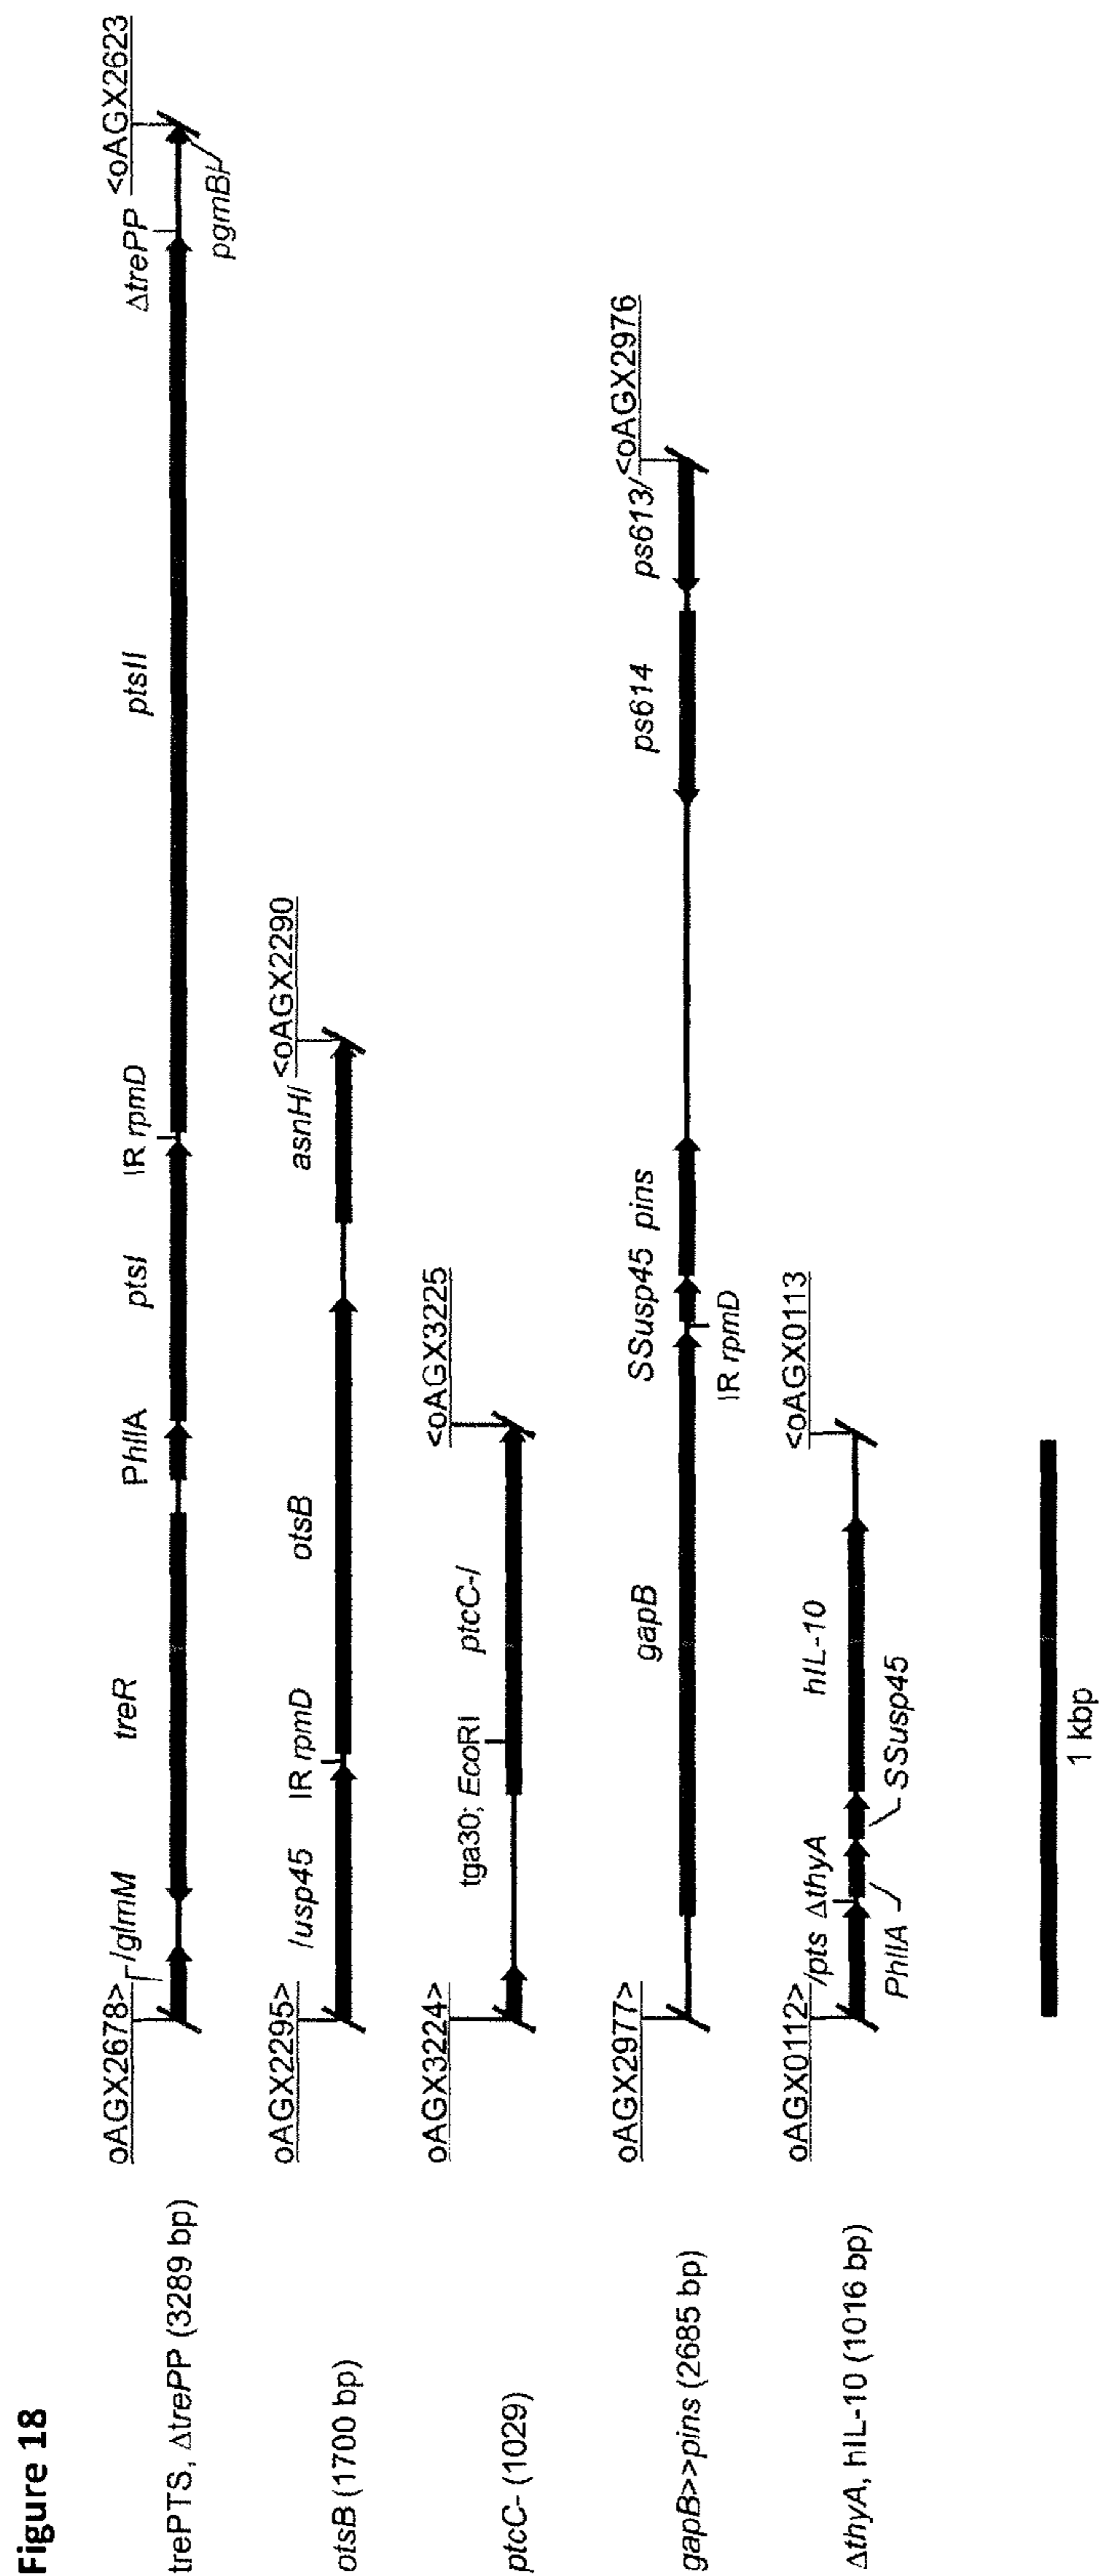 Figure 18
oAGX2678>
/glmM
treR
PhllA
ptsI
IR rpmD
ptsII
ΔtrePP
<oAGX2623
pgmB/
trePTS, ΔtrePP (3289 bp)
oAGX2295>
/usp45
IR rpmD
otsB
asnH/
<oAGX2290
otsB (1700 bp)
oAGX3224>
tga30; EcoRI
ptcC-/
<oAGX3225
ptcC- (1029)
oAGX2977>
gapB
SSusp45
pins
IR rpmD
ps614
ps613/
<oAGX2976
gapB>>pins (2685 bp)
oAGX0112>
/pts
ΔthyA
PhllA
SSusp45
hIL-10
<oAGX0113
ΔthyA, hIL-10 (1016 bp)
1 kbp